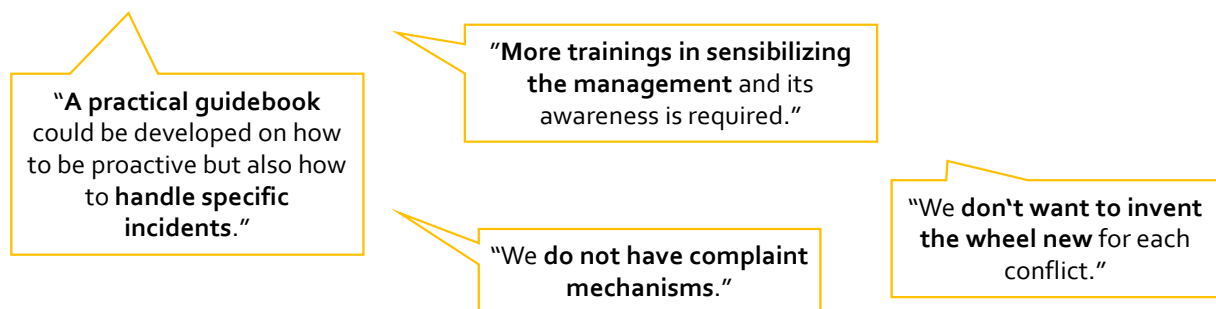 “A practical guidebook
could be developed on how
to be proactive but also how
to handle specific
incidents.”
”More trainings in sensibilizing
the management and its
awareness is required.”
“We do not have complaint
mechanisms.”
“We don‘t want to invent
the wheel new for each
conflict.”